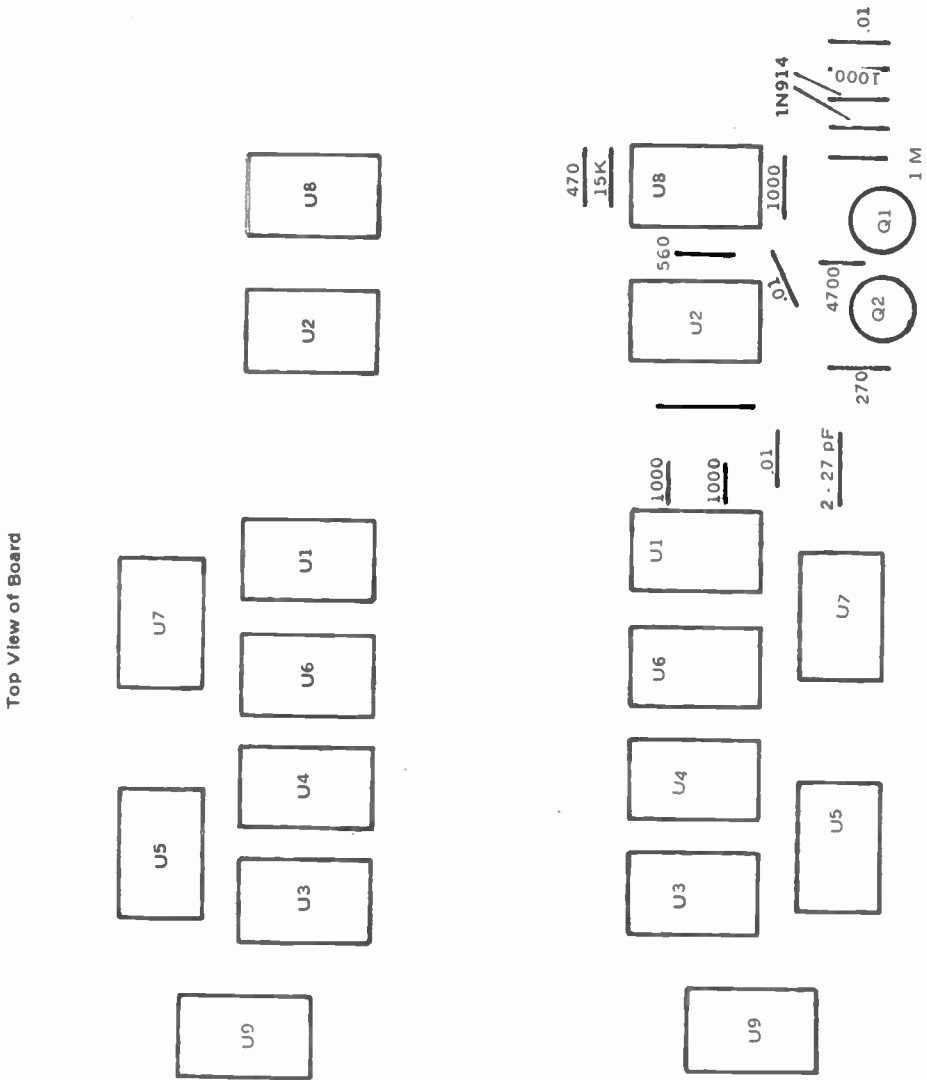 Top View of Board
U8
U2
U1
U7
U6
U4
U5
U3
U9
.01
1000
1N914
1 M
470
15K
U8
1000
Q1
560
.01
4700
U2
Q2
270
1000
1000
.01
2 - 27 pF
U1
U7
U6
U4
U5
U3
U9